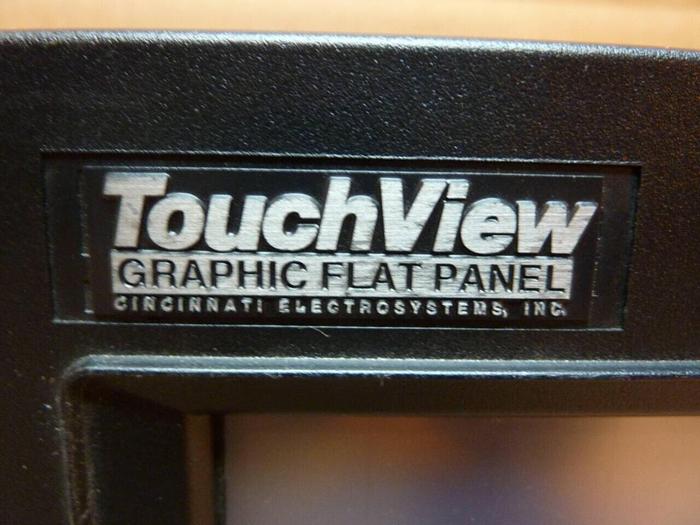 TouchView
GRAPHIC FLAT PANEL
CINCINNATI ELECTROSYSTEMS, INC.